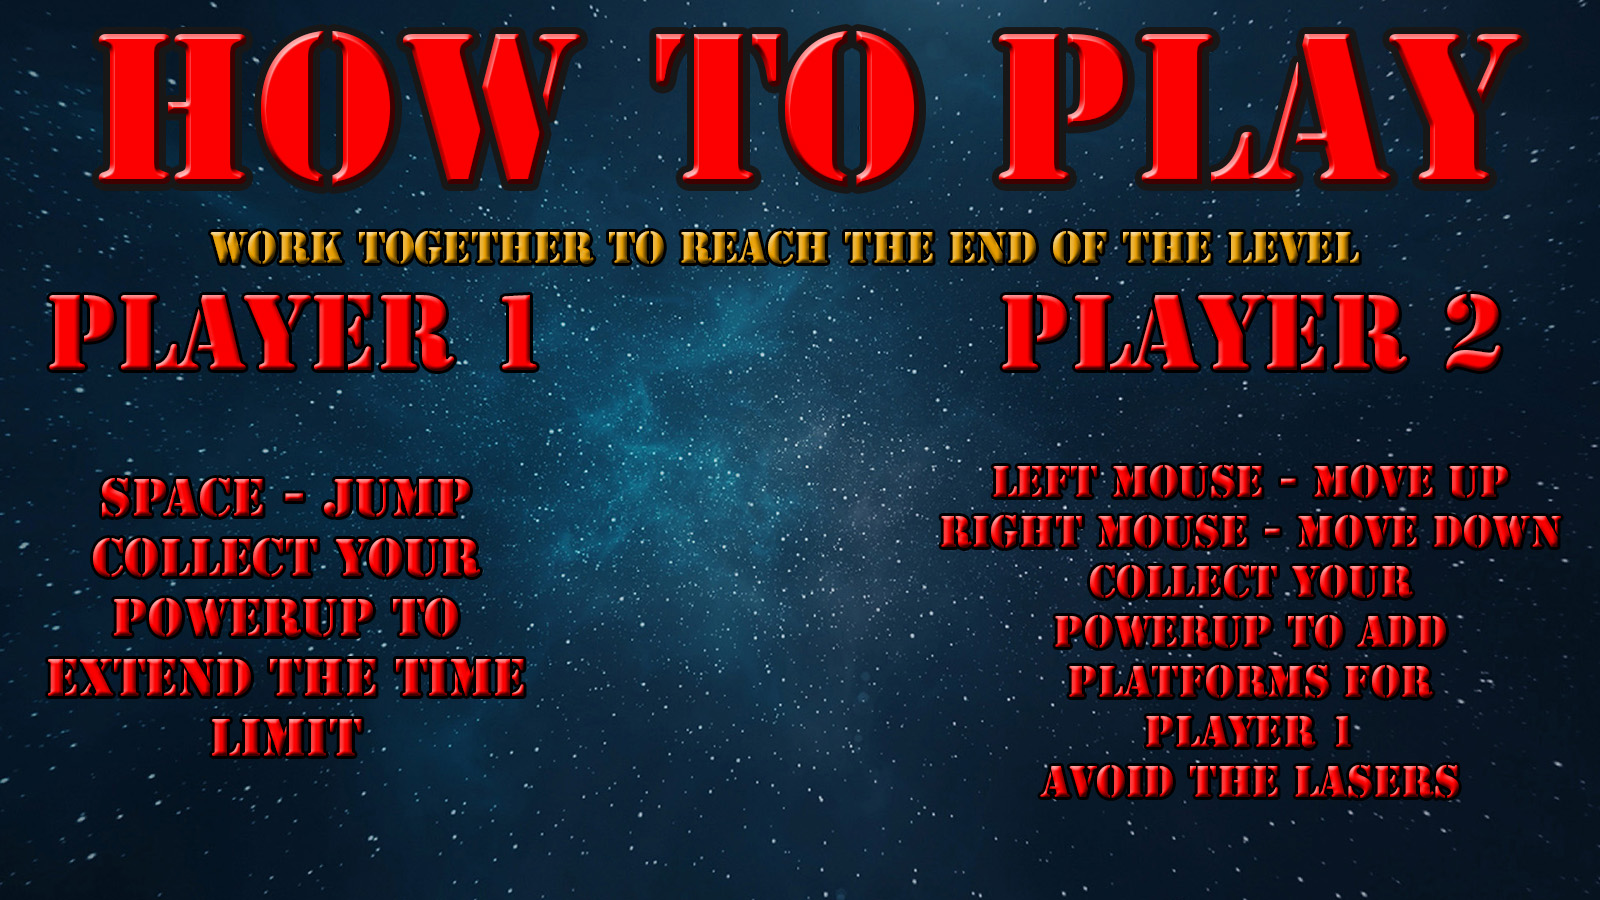 HOW TO PLAY
WORK TOGETHER TO REACH THE END OF THE LEVEL
PLAYER 1
SPACE - JUMP
COLLECT YOUR
POWERUP TO
EXTEND THE TIME
LIMIT
PLAYER 2
LEFT MOUSE - MOVE UP
RIGHT MOUSE - MOVE DOWN
COLLECT YOUR
POWERUP TO ADD
PLATFORMS FOR
PLAYER 1
AVOID THE LASERS